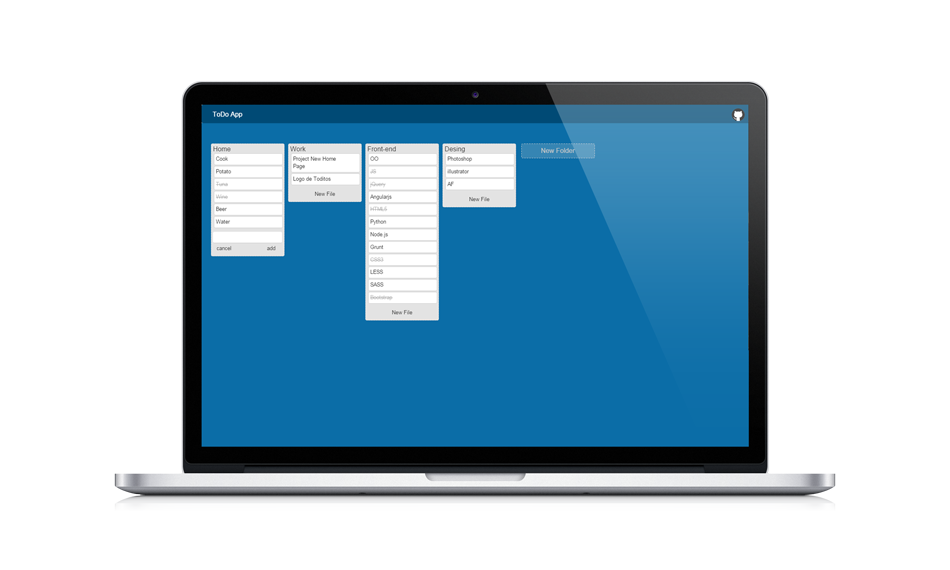 ToDo App
Home
Cook
Potato
Tuna
Wine
Beer
Water
cancel add
Work
Project New Home
Page
Logo de Toditos
New File
Front-end
OO
JS
jQuery
Angularjs
HTML5
Python
Node.js
Grunt
LESS
SASS
Bootstrap
New File
Desing
Photoshop
illustrator
AF
New File
New Folder